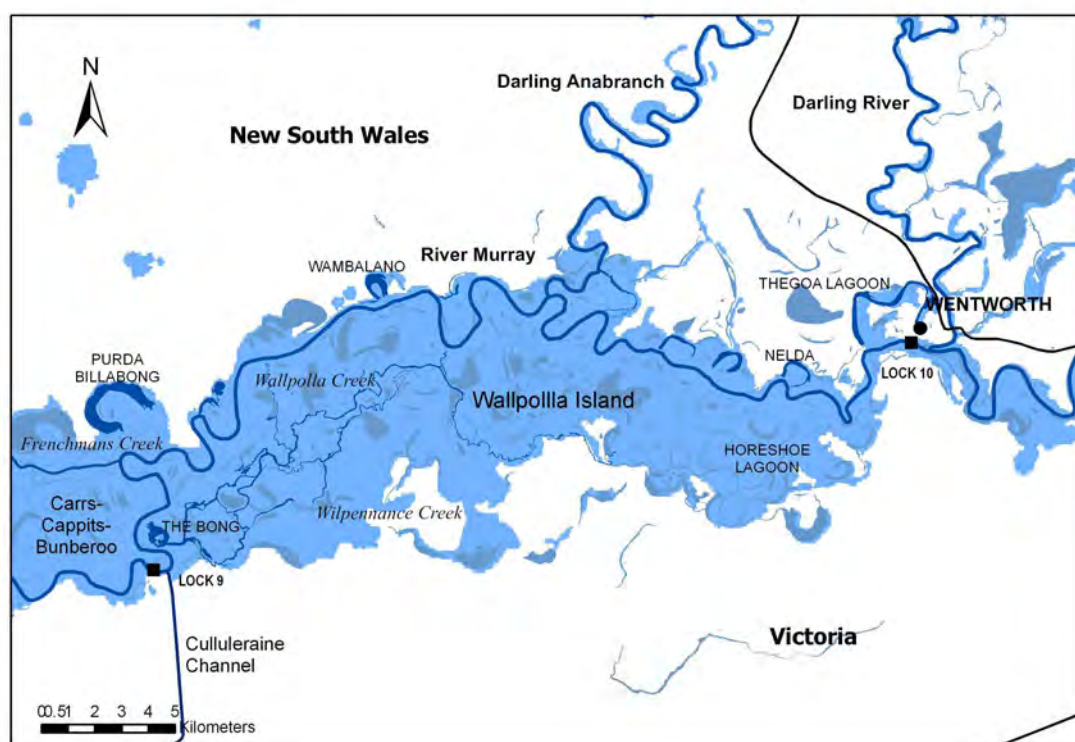 N
New South Wales
Darling Anabranch
Darling River
River Murray
WAMBALANO
THEGOA LAGOON
WENTWORTH
PURDA
BILLABONG
Wallpolla Creek
NELDA
LOCK 10
Wallpollla Island
Frenchmans Creek
HORESHOE
LAGOON
Carrs-
Cappits-
Bunberoo
THE BONG
Wilpennance Creek
LOCK 9
Victoria
Culluleraine
Channel
00.51 2 3 4 5
Kilometers